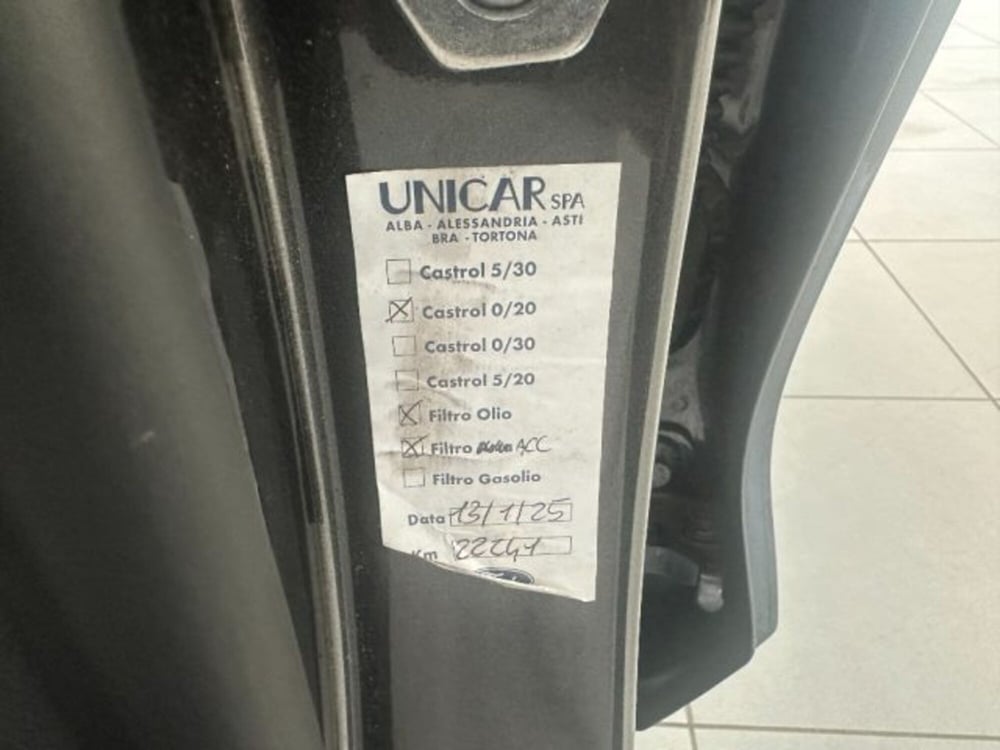 UNICAR SPA
ALBA - ALESSANDRIA - ASTI
BRA - TORTONA
Castrol 5/30
Castrol 0/20
Castrol 0/30
Castrol 5/20
Filtro Olio
Filtro ACC
Filtro Gasolio
Data 13/1/25
Km 22241